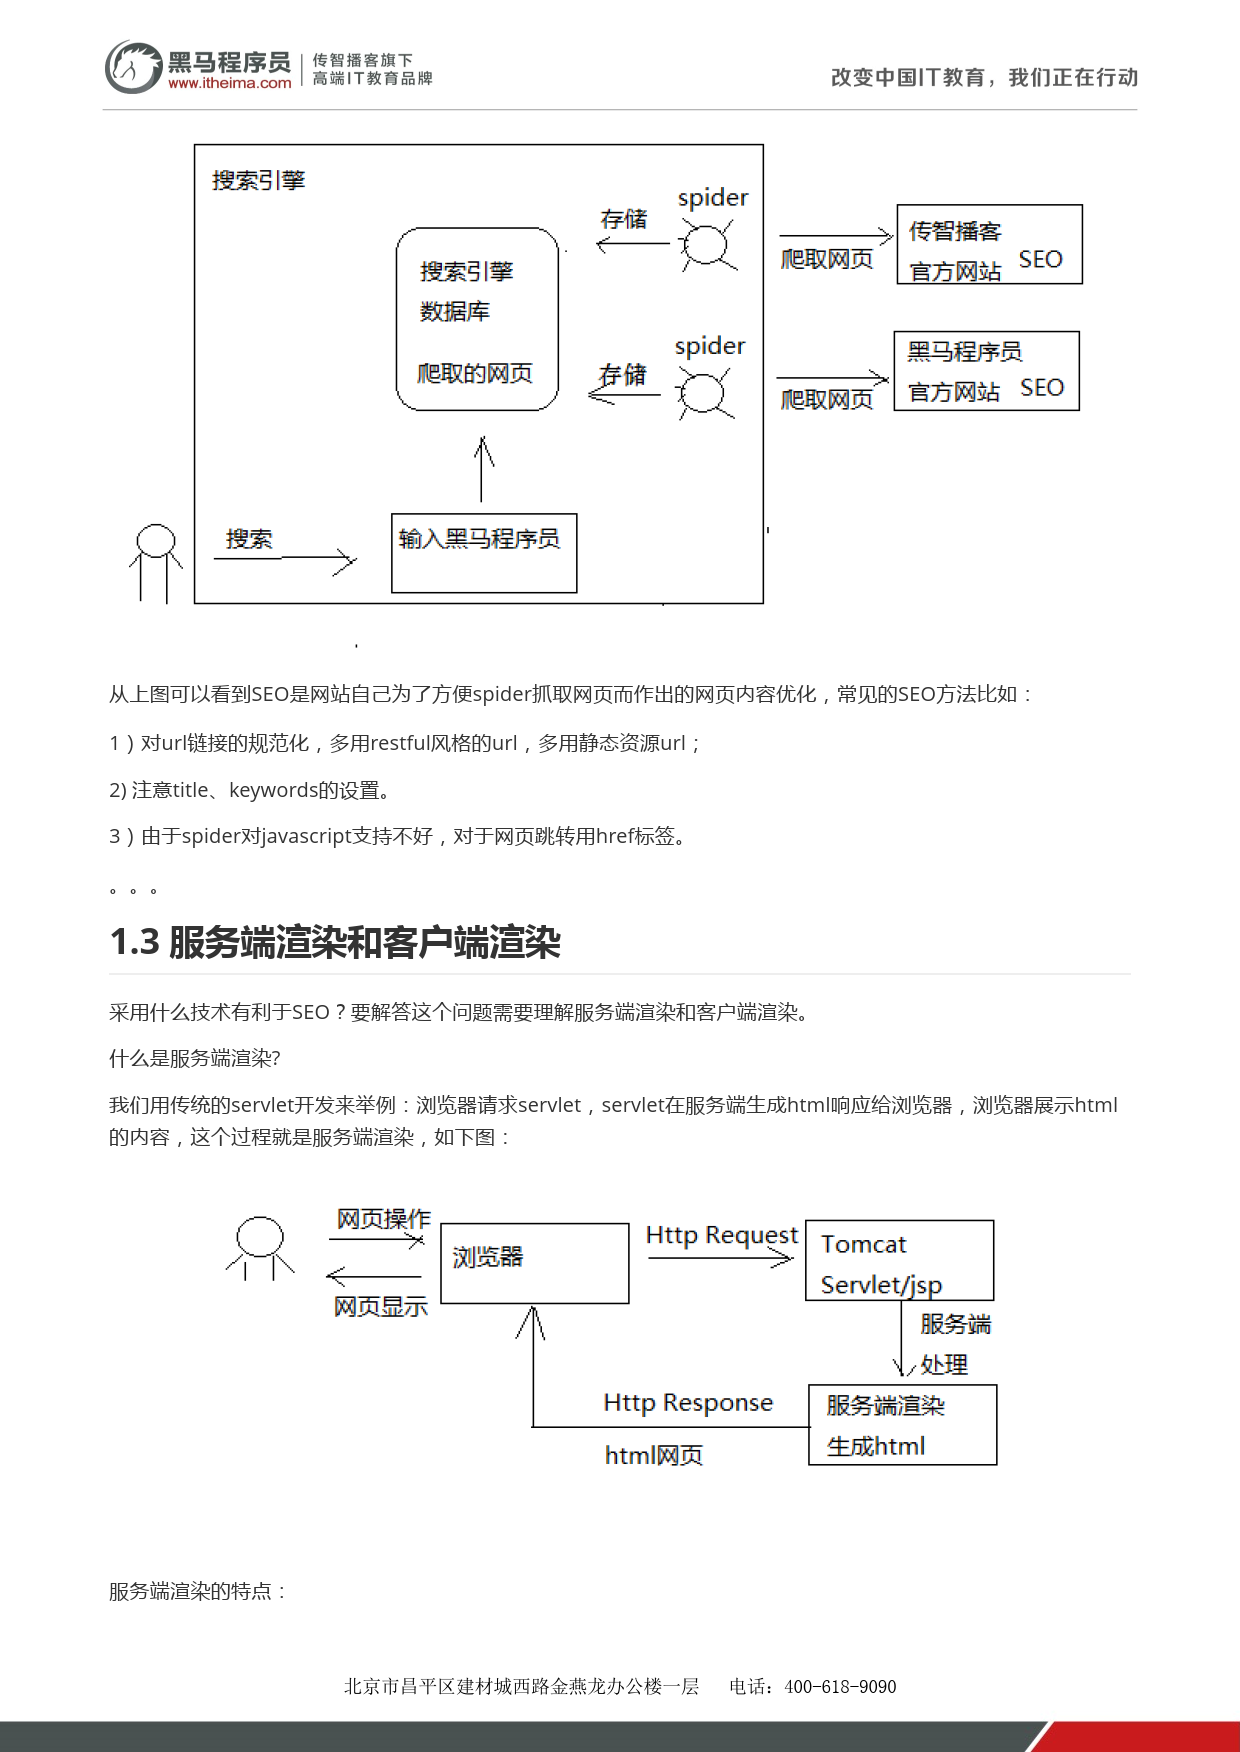 黑马程序员
www.itheima.com
传智播客旗下
高端IT教育品牌
改变中国IT教育，我们正在行动
搜索引擎
spider
存储
传智播客
官方网站 SEO
爬取网页
搜索引擎
数据库
爬取的网页
spider
存储
黑马程序员
官方网站 SEO
爬取网页
搜索
输入黑马程序员
从上图可以看到SEO是网站自己为了方便spider抓取网页而作出的网页内容优化，常见的SEO方法比如：
1）对url链接的规范化，多用restful风格的url，多用静态资源url；
2) 注意title、keywords的设置。
3）由于spider对javascript支持不好，对于网页跳转用href标签。
。。。
1.3 服务端渲染和客户端渲染
采用什么技术有利于SEO？要解答这个问题需要理解服务端渲染和客户端渲染。
什么是服务端渲染?
我们用传统的servlet开发来举例：浏览器请求servlet，servlet在服务端生成html响应给浏览器，浏览器展示html
的内容，这个过程就是服务端渲染，如下图：
网页操作
浏览器
Http Request
Tomcat
Servlet/jsp
网页显示
服务端
处理
Http Response
服务端渲染
生成html
html网页
服务端渲染的特点：
北京市昌平区建材城西路金燕龙办公楼一层 电话：400-618-9090